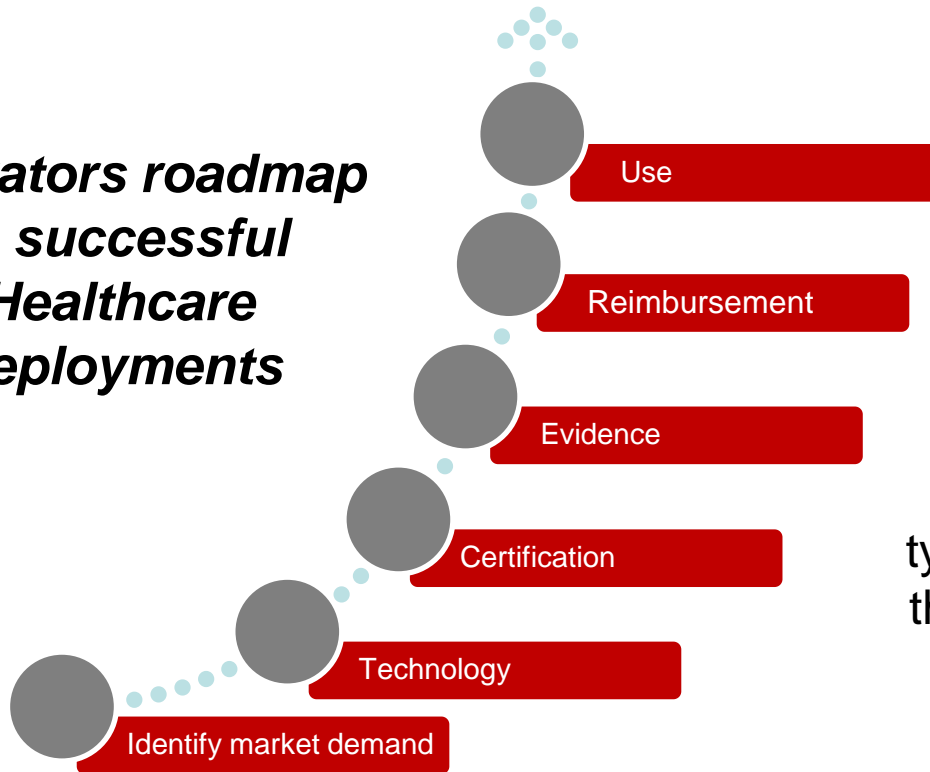 ators roadmap
successful
Healthcare
eployments
Use
Reimbursement
Evidence
Certification
ty
th
Technology
Identify market demand